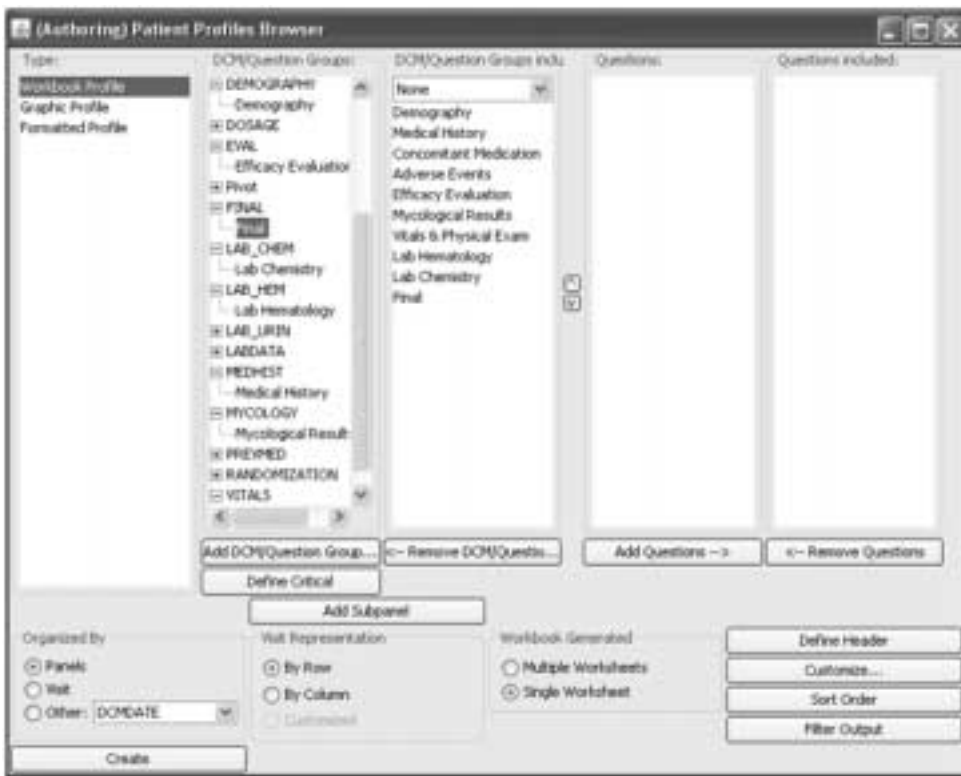 (Authoring) Patient Profiles Browser
Type:
Workbook Profile
Graphic Profile
Formatted Profile
DCM/Question Groups:
DEMOGRAPHY
Demography
DOSAGE
EVAL
Efficacy Evaluation
Pivot
FINAL
Final
LAB_CHEM
Lab Chemistry
LAB_HEM
Lab Hematology
LAB_URIN
LABDATA
MEDHIST
Medical History
MYCOLOGY
Mycological Result
PREVMED
RANDOMIZATION
VITALS
DCM/Question Groups indu
None
Demography
Medical History
Concomitant Medication
Adverse Events
Efficacy Evaluation
Mycological Results
Vitals & Physical Exam
Lab Hematology
Lab Chemistry
Final
Questions:
Questions included:
Add DCM/Question Group...
<-- Remove DCM/Questio...
Add Questions -->
<-- Remove Questions
Define Critical
Add Subpanel
Organized By
Panels
Visit
Other: DCMDATE
Visit Representation
By Row
By Column
Customized
Workbook Generated
Multiple Worksheets
Single Worksheet
Define Header
Customize...
Sort Order
Filter Output
Create